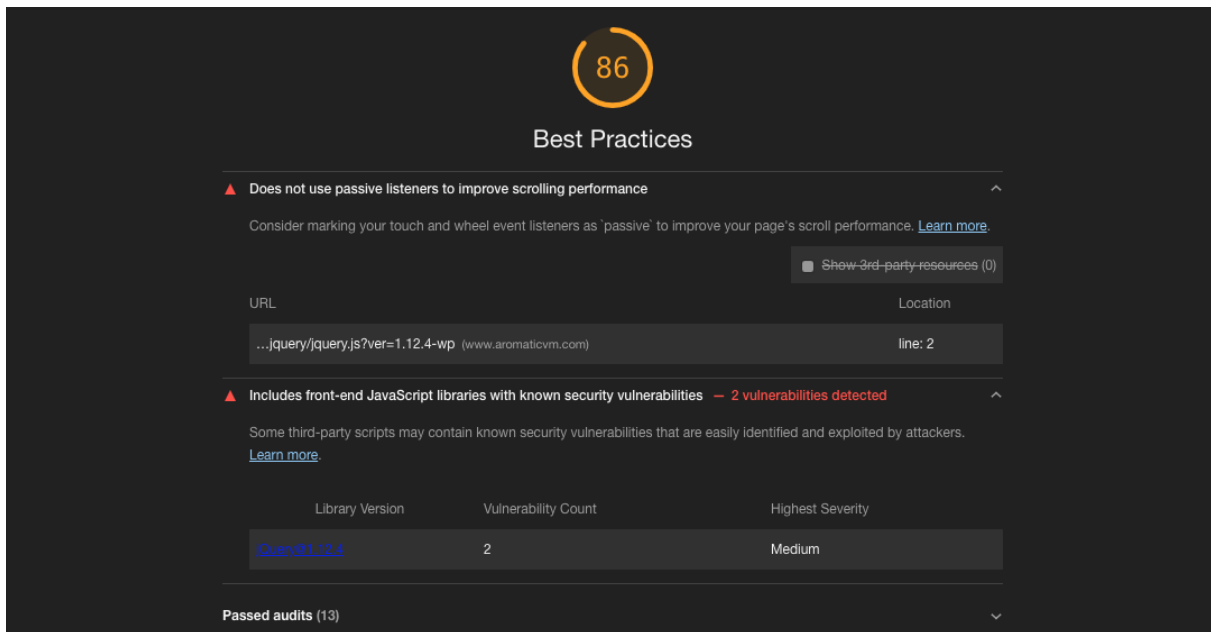 86
Best Practices
Does not use passive listeners to improve scrolling performance
Consider marking your touch and wheel event listeners as `passive` to improve your page's scroll performance. Learn more.
Show 3rd-party resources (0)
URL Location
…jquery/jquery.js?ver=1.12.4-wp (www.aromaticvm.com) line: 2
Includes front-end JavaScript libraries with known security vulnerabilities — 2 vulnerabilities detected
Some third-party scripts may contain known security vulnerabilities that are easily identified and exploited by attackers.
Learn more.
Library Version Vulnerability Count Highest Severity
jQuery@1.12.4 2 Medium
Passed audits (13)